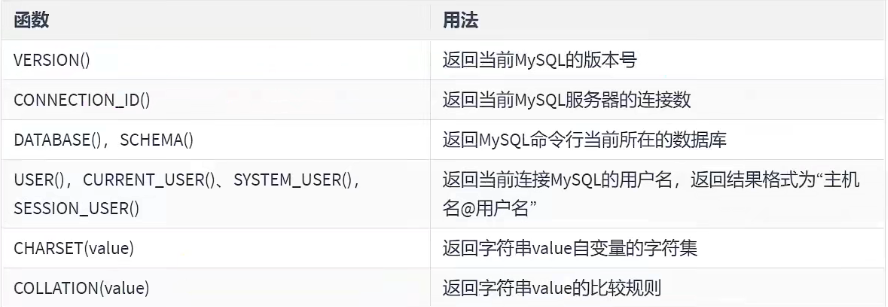 函数 用法
VERSION() 返回当前MySQL的版本号
CONNECTION_ID() 返回当前MySQL服务器的连接数
DATABASE()，SCHEMA() 返回MySQL命令行当前所在的数据库
USER()，CURRENT_USER()、SYSTEM_USER()， 返回当前连接MySQL的用户名，返回结果格式为“主机
SESSION_USER() 名@用户名”
CHARSET(value) 返回字符串value自变量的字符集
COLLATION(value) 返回字符串value的比较规则